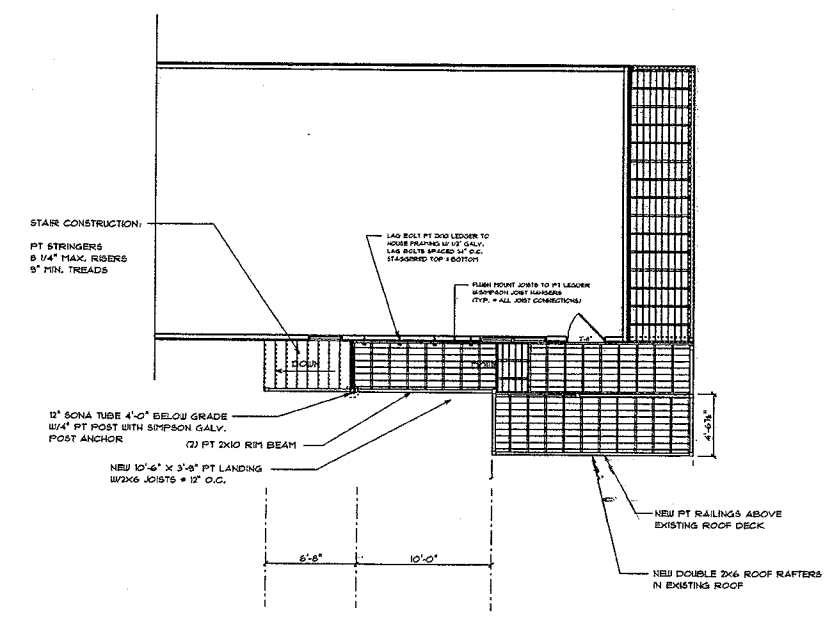 STAIR CONSTRUCTION:
PT STRINGERS
8 1/4" MAX. RISERS
9" MIN. TREADS
LAG BOLT PT 2X10 LEDGER TO
HOUSE FRAMING W/ 1/2" GALV.
LAG BOLTS SPACED 24" O.C.
STAGGERED TOP & BOTTOM
FLUSH MOUNT JOISTS TO PT LEDGER
W/SIMPSON JOIST HANGERS
(TYP. @ ALL JOIST CONNECTIONS)
2'-8"
DOWN
DOWN
12" SONA TUBE 4'-0" BELOW GRADE
W/4" PT POST WITH SIMPSON GALV.
POST ANCHOR
(2) PT 2X10 RIM BEAM
NEW 10'-6" X 3'-9" PT LANDING
W/2X6 JOISTS @ 12" O.C.
NEW PT RAILINGS ABOVE
EXISTING ROOF DECK
NEW DOUBLE 2X6 ROOF RAFTERS
IN EXISTING ROOF
6'-8"
10'-0"